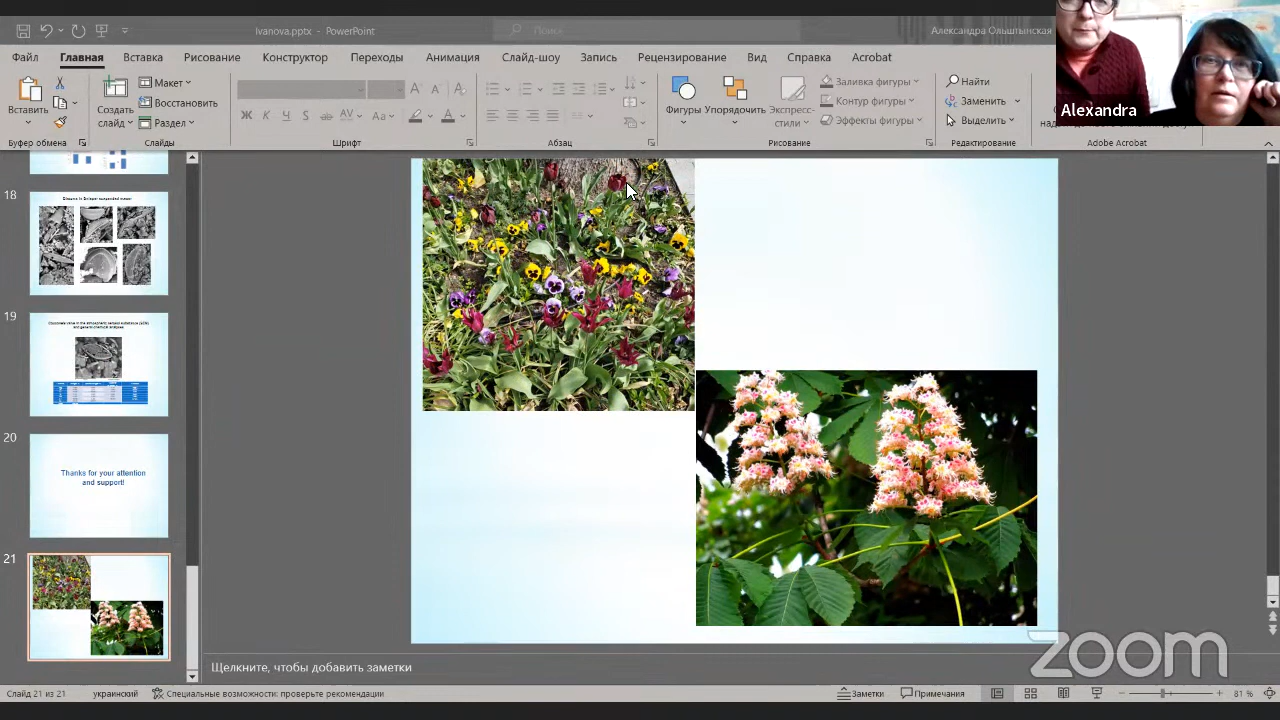 Ivanova.pptx - PowerPoint
Поиск
Александра Ольштынская
Файл Главная Вставка Рисование Конструктор Переходы Анимация Слайд-шоу Запись Рецензирование Вид Справка Acrobat
Alexandra
Вставить
Создать слайд
Макет
Восстановить
Раздел
Фигуры
Упорядочить
Экспресс-стили
Заливка фигуры
Контур фигуры
Эффекты фигуры
Найти
Заменить
Выделить
Буфер обмена
Слайды
Шрифт
Абзац
Рисование
Редактирование
Adobe Acrobat
18
19
20
Thanks for your attention
and support!
21
Щелкните, чтобы добавить заметки
zoom
Слайд 21 из 21 украинский Специальные возможности: проверьте рекомендации Заметки Примечания 81 %